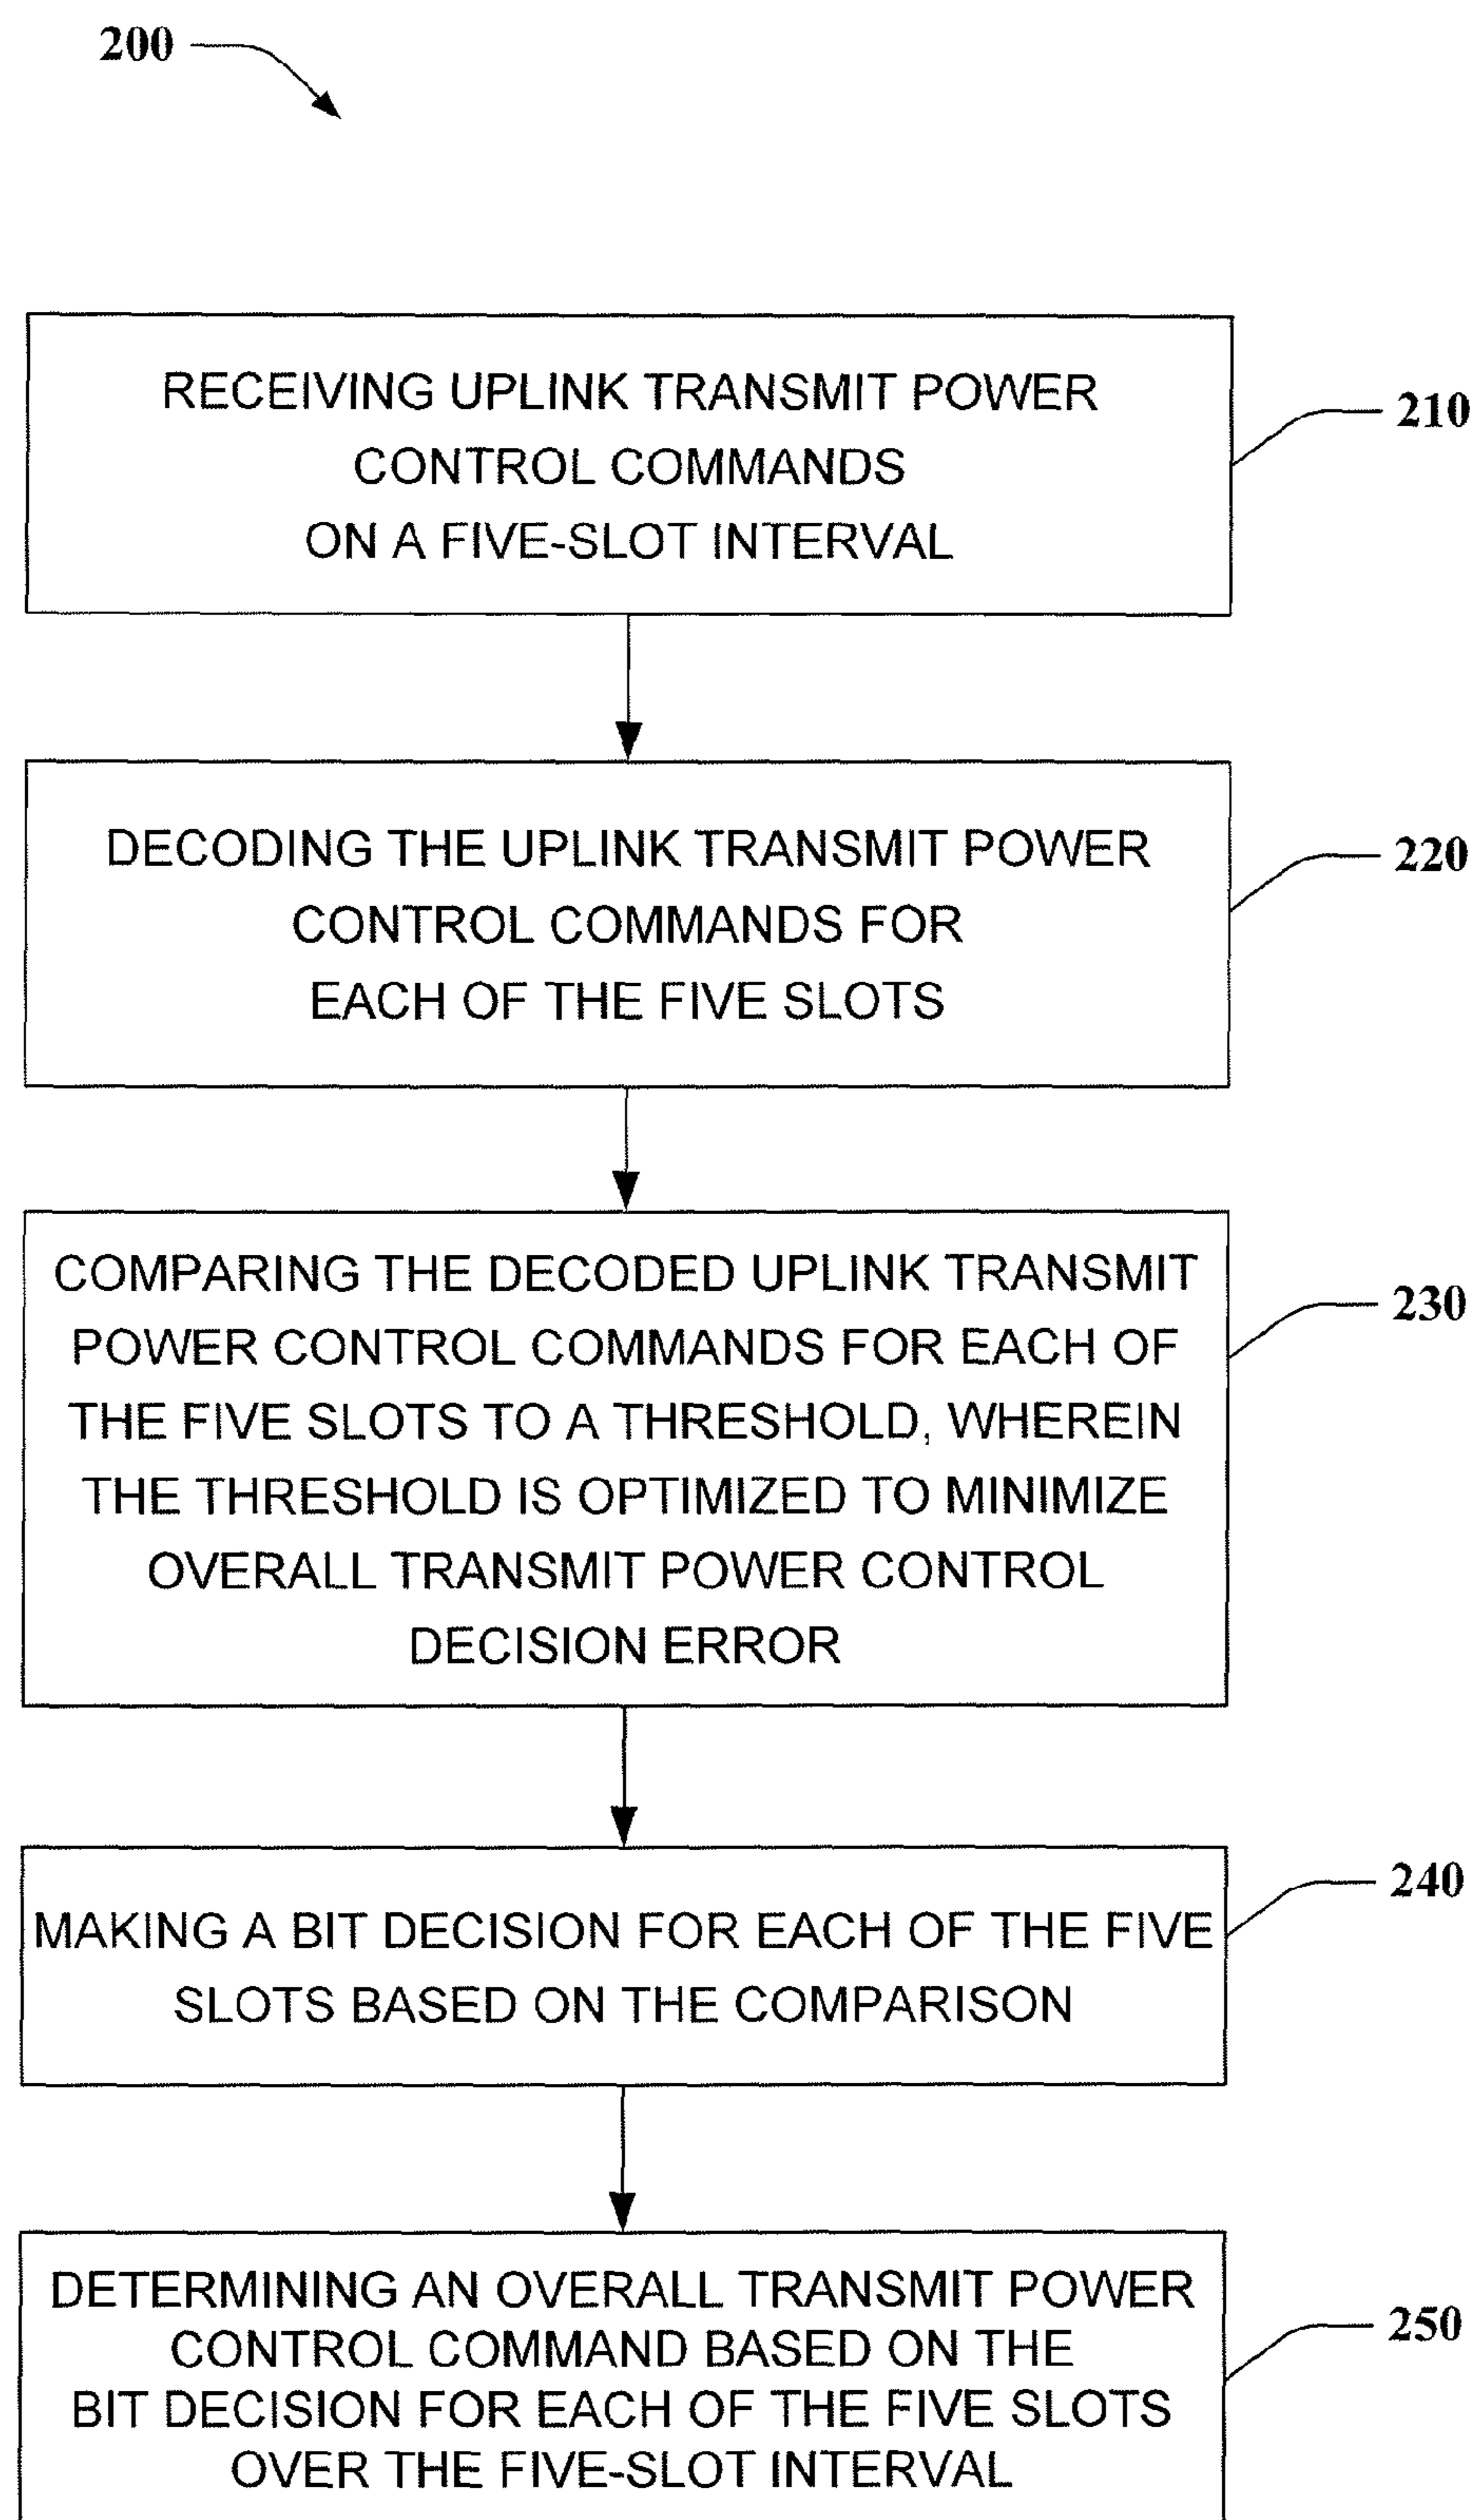 200
RECEIVING UPLINK TRANSMIT POWER
CONTROL COMMANDS
ON A FIVE-SLOT INTERVAL
210
DECODING THE UPLINK TRANSMIT POWER
CONTROL COMMANDS FOR
EACH OF THE FIVE SLOTS
220
COMPARING THE DECODED UPLINK TRANSMIT
POWER CONTROL COMMANDS FOR EACH OF
THE FIVE SLOTS TO A THRESHOLD, WHEREIN
THE THRESHOLD IS OPTIMIZED TO MINIMIZE
OVERALL TRANSMIT POWER CONTROL
DECISION ERROR
230
MAKING A BIT DECISION FOR EACH OF THE FIVE
SLOTS BASED ON THE COMPARISON
240
DETERMINING AN OVERALL TRANSMIT POWER
CONTROL COMMAND BASED ON THE
BIT DECISION FOR EACH OF THE FIVE SLOTS
OVER THE FIVE-SLOT INTERVAL
250